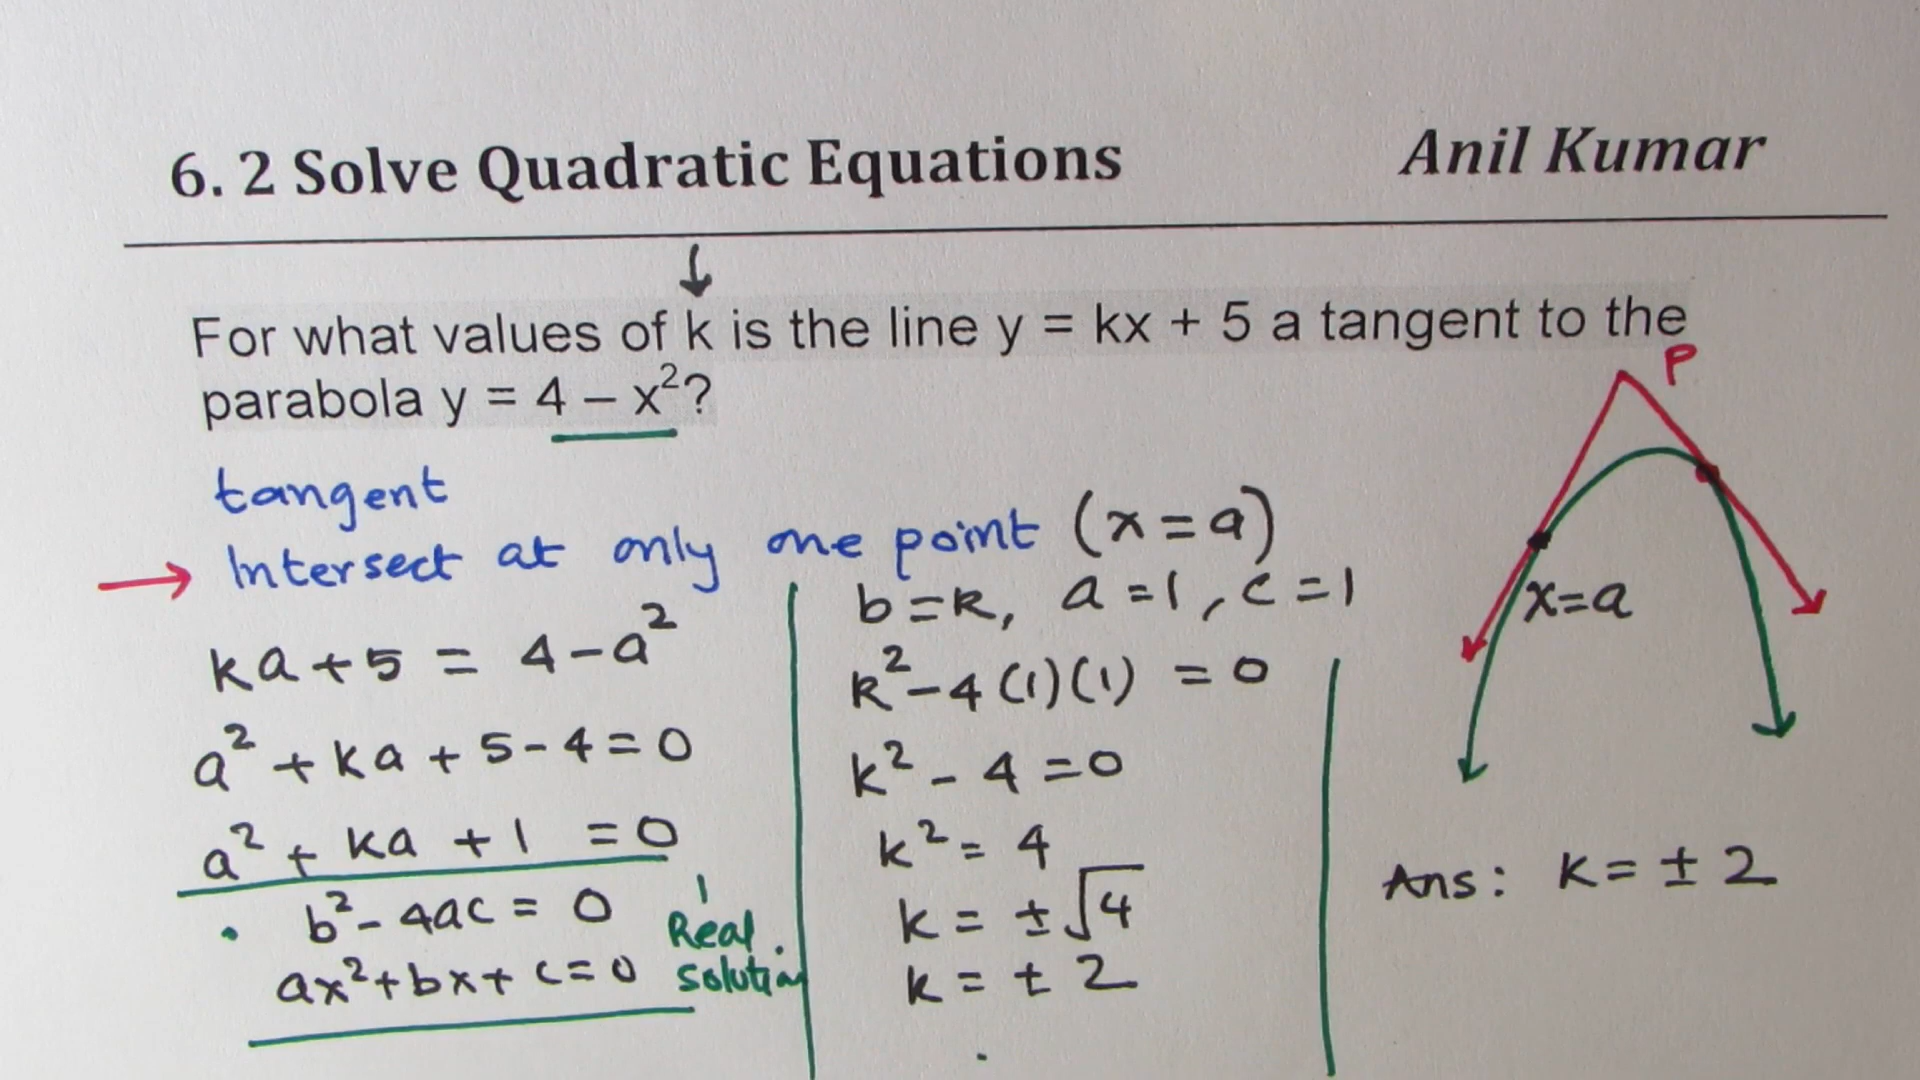 6. 2 Solve Quadratic Equations
Anil Kumar
For what values of k is the line y = kx + 5 a tangent to the
parabola y = 4 – x²?
tangent
→ Intersect at only one point (x=a)
ka+5 = 4-a²
a² + ka + 5-4=0
a² + ka + 1 = 0
b² - 4ac = 0
ax²+bx+c=0
1
Real
solution
b=k, a=1, c=1
k²-4(1)(1) = 0
k² - 4 =0
k² = 4
k = ±√4
k = ± 2
P
x=a
Ans: k= ± 2